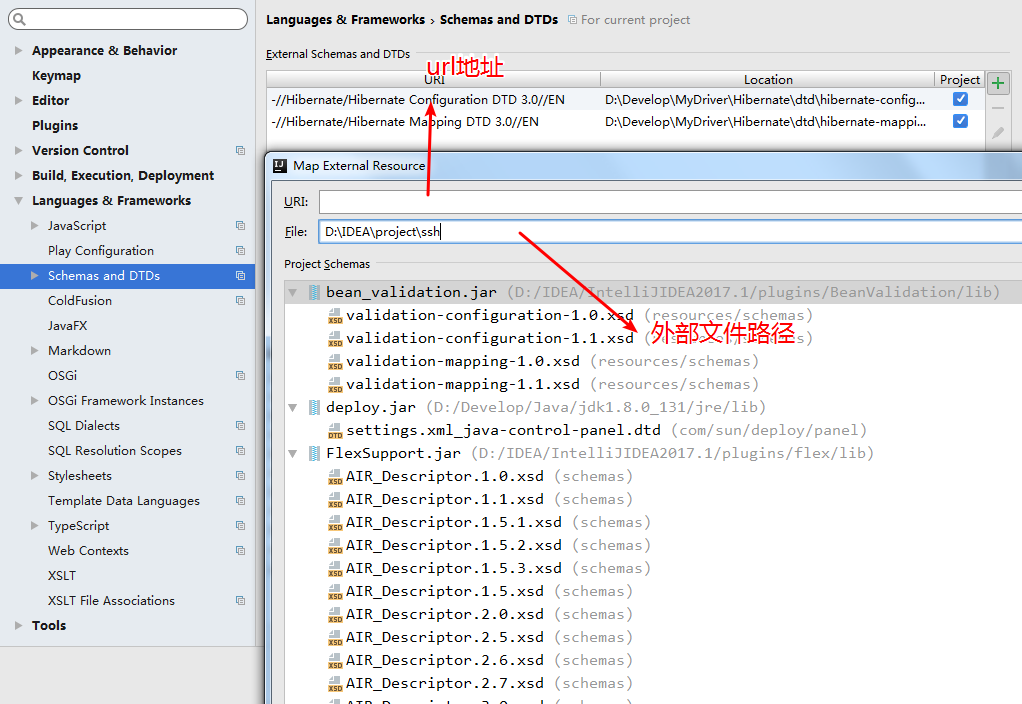 Languages & Frameworks › Schemas and DTDs For current project
Appearance & Behavior
Keymap
Editor
Plugins
Version Control
Build, Execution, Deployment
Languages & Frameworks
JavaScript
Play Configuration
Schemas and DTDs
ColdFusion
JavaFX
Markdown
OSGi
OSGi Framework Instances
SQL Dialects
SQL Resolution Scopes
Stylesheets
Template Data Languages
TypeScript
Web Contexts
XSLT
XSLT File Associations
Tools
External Schemas and DTDs
url地址
URI Location Project
-//Hibernate/Hibernate Configuration DTD 3.0//EN D:\Develop\MyDriver\Hibernate\dtd\hibernate-config...
-//Hibernate/Hibernate Mapping DTD 3.0//EN D:\Develop\MyDriver\Hibernate\dtd\hibernate-mappi...
Map External Resource
URI:
File: D:\IDEA\project\ssh
Project Schemas
bean_validation.jar (D:/IDEA/IntelliJIDEA2017.1/plugins/BeanValidation/lib)
validation-configuration-1.0.xsd (resources/schemas)
外部文件路径
validation-configuration-1.1.xsd
validation-mapping-1.0.xsd (resources/schemas)
validation-mapping-1.1.xsd (resources/schemas)
deploy.jar (D:/Develop/Java/jdk1.8.0_131/jre/lib)
settings.xml_java-control-panel.dtd (com/sun/deploy/panel)
FlexSupport.jar (D:/IDEA/IntelliJIDEA2017.1/plugins/flex/lib)
AIR_Descriptor.1.0.xsd (schemas)
AIR_Descriptor.1.1.xsd (schemas)
AIR_Descriptor.1.5.1.xsd (schemas)
AIR_Descriptor.1.5.2.xsd (schemas)
AIR_Descriptor.1.5.3.xsd (schemas)
AIR_Descriptor.1.5.xsd (schemas)
AIR_Descriptor.2.0.xsd (schemas)
AIR_Descriptor.2.5.xsd (schemas)
AIR_Descriptor.2.6.xsd (schemas)
AIR_Descriptor.2.7.xsd (schemas)